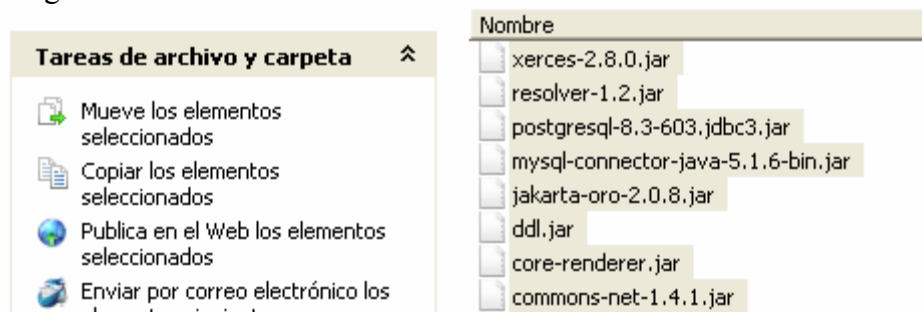 Tareas de archivo y carpeta
Mueve los elementos
seleccionados
Copiar los elementos
seleccionados
Publica en el Web los elementos
seleccionados
Enviar por correo electrónico los
Nombre
xerces-2.8.0.jar
resolver-1.2.jar
postgresql-8.3-603.jdbc3.jar
mysql-connector-java-5.1.6-bin.jar
jakarta-oro-2.0.8.jar
ddl.jar
core-renderer.jar
commons-net-1.4.1.jar